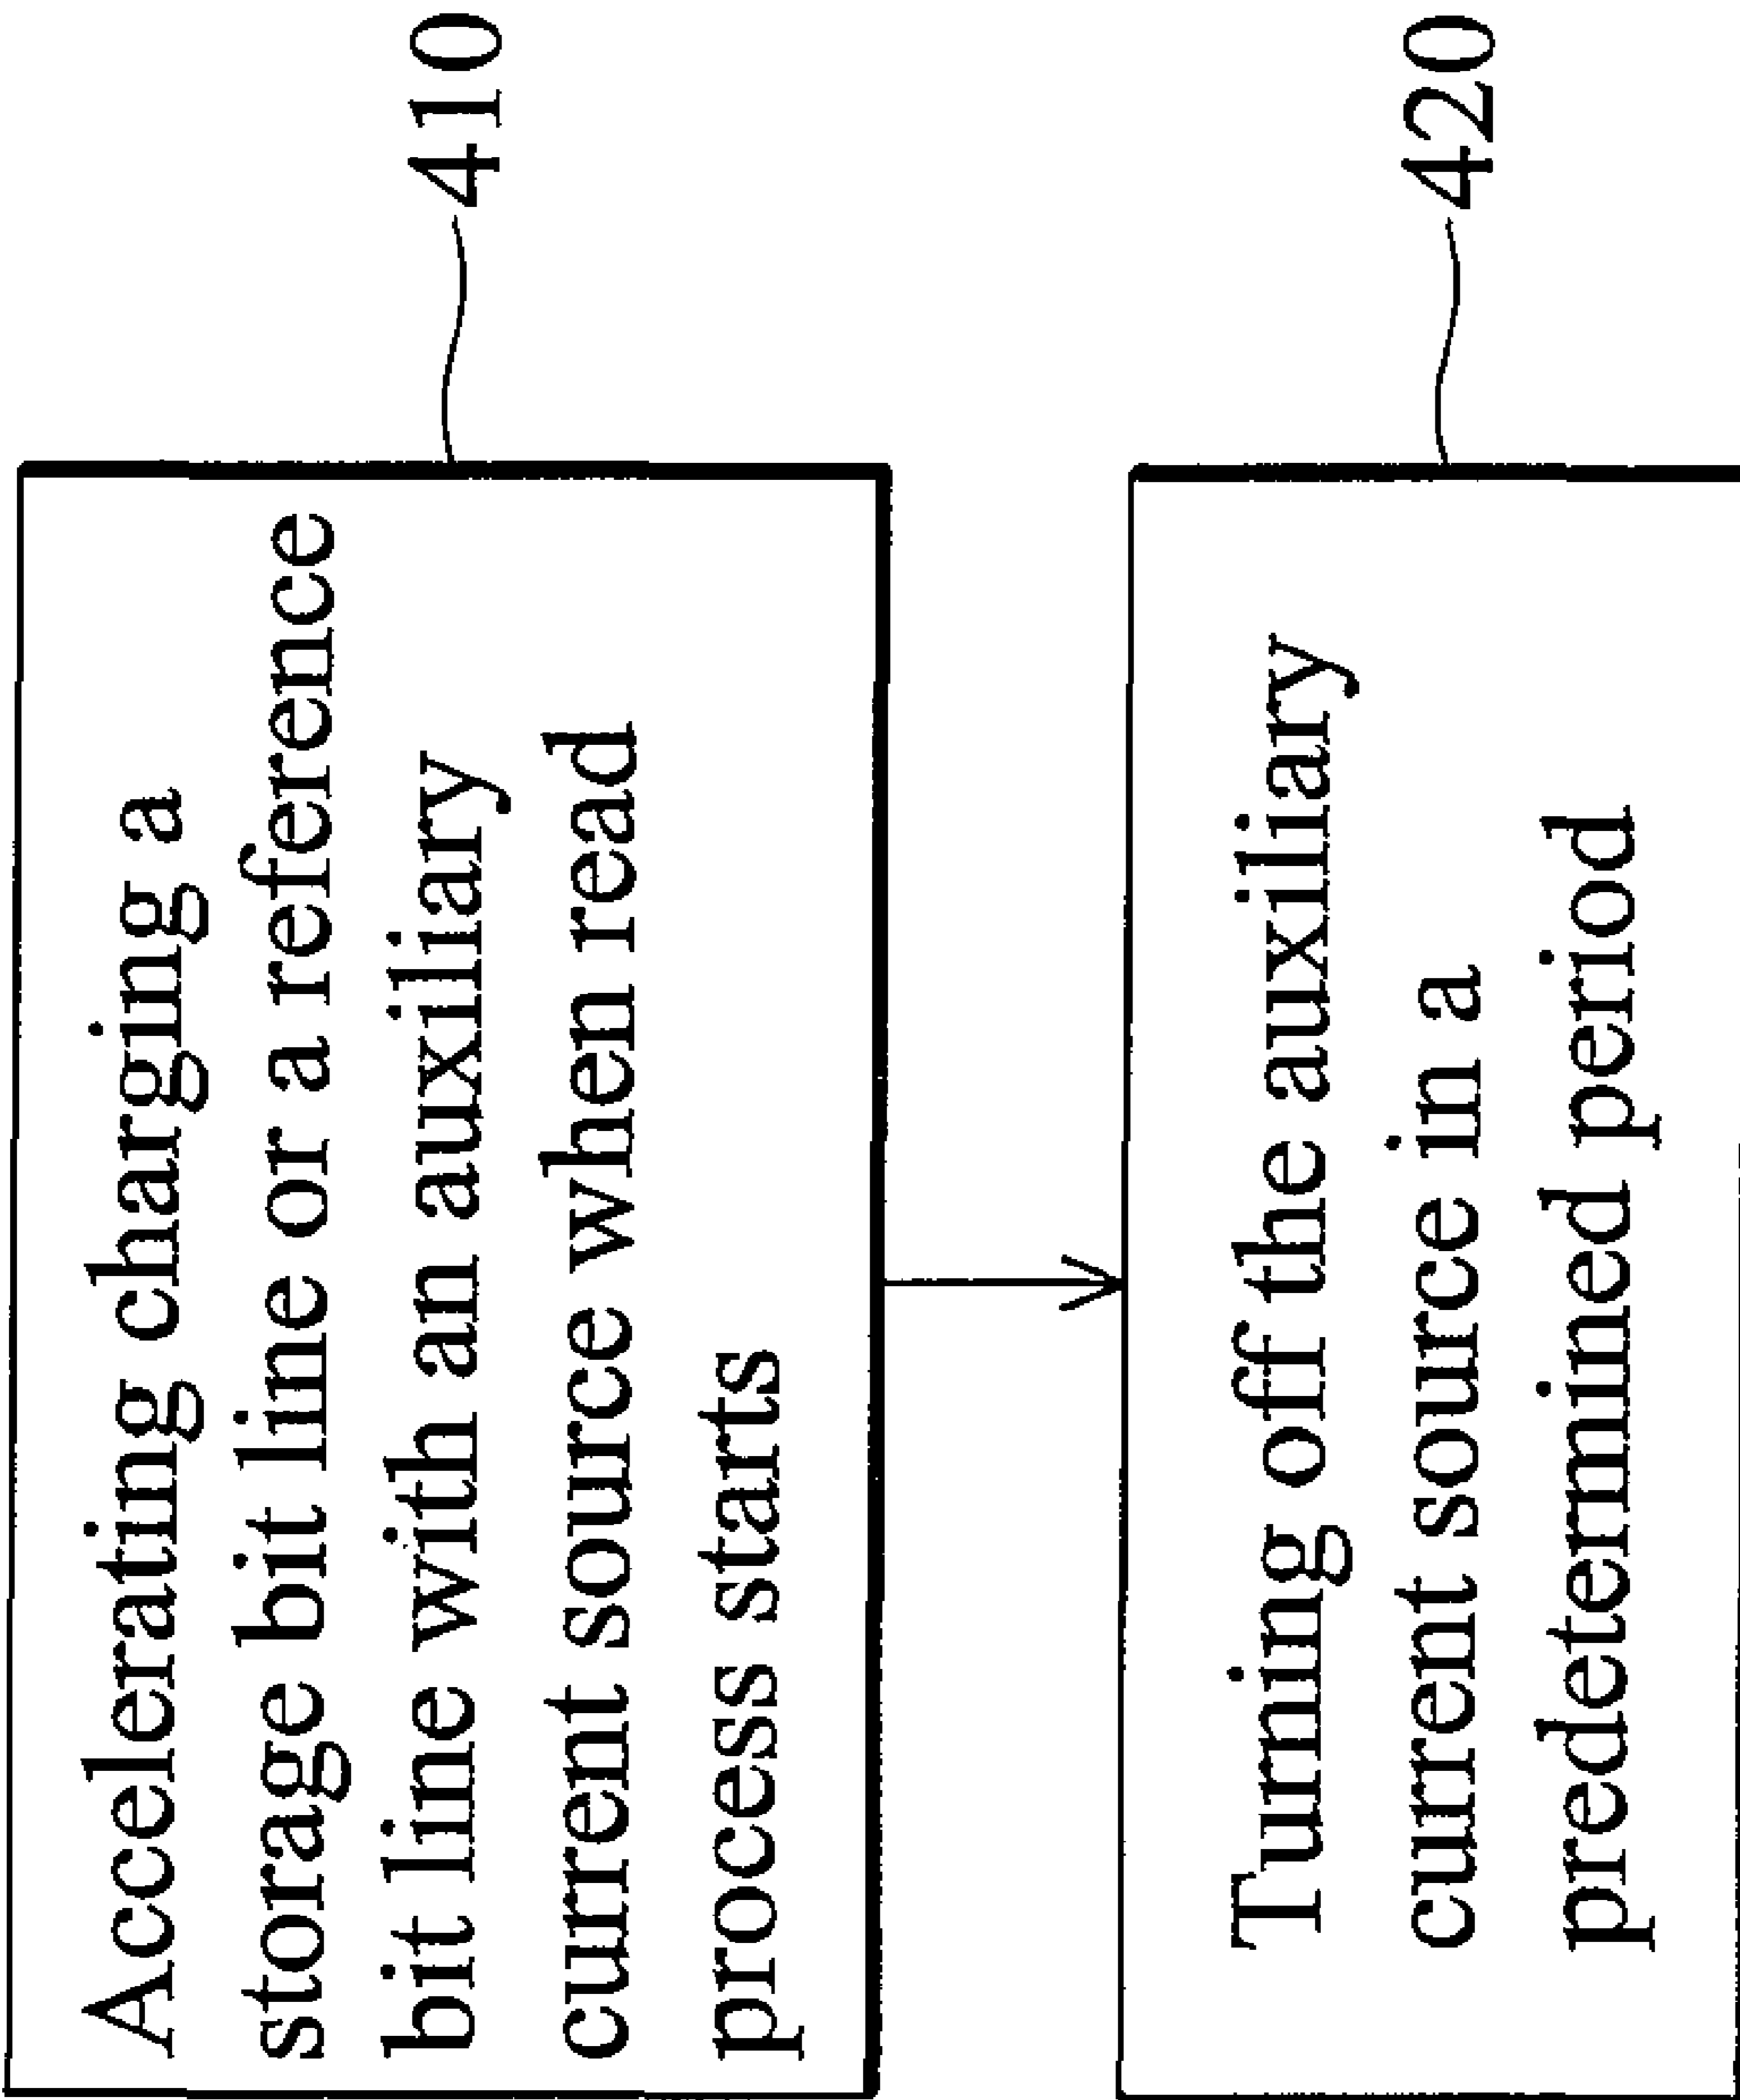 Accelerating charging a
storage bit line or a reference
bit line with an auxiliary
current source when read
process starts
410
Turning off the auxiliary
current source in a
predetermined period
420